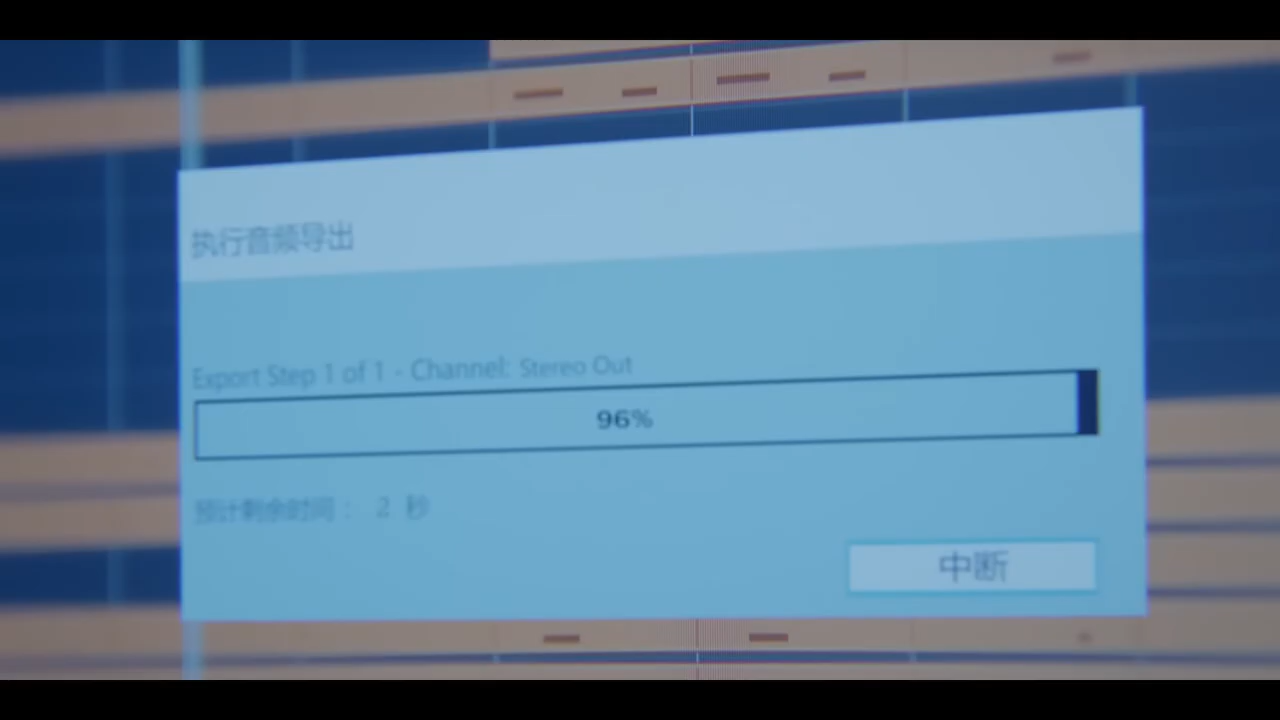 执行音频导出
Export Step 1 of 1 - Channel: Stereo Out
96%
预计剩余时间： 2 秒
中断